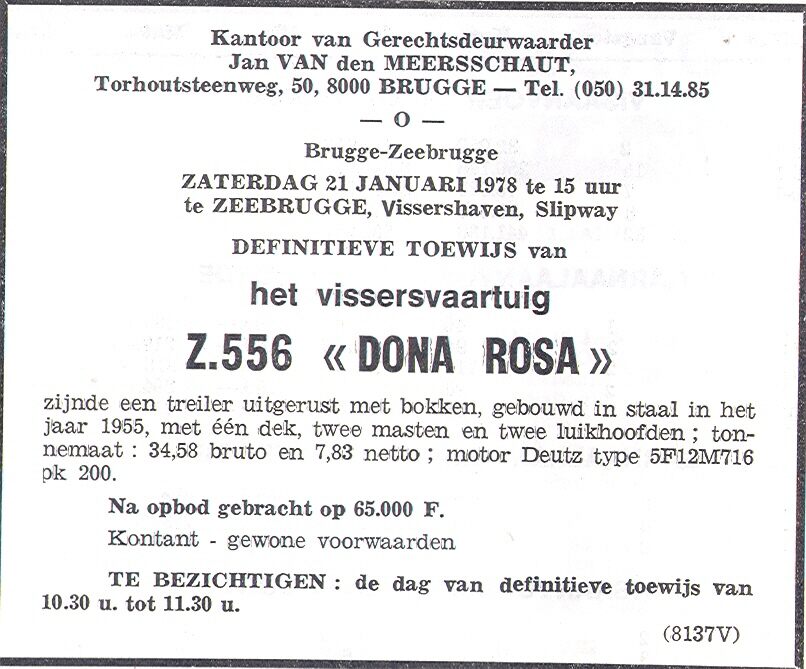 Kantoor van Gerechtsdeurwaarder
Jan VAN den MEERSSCHAUT,
Torhoutsteenweg, 50, 8000 BRUGGE — Tel. (050) 31.14.85
— O —
Brugge-Zeebrugge
ZATERDAG 21 JANUARI 1978 te 15 uur
te ZEEBRUGGE, Vissershaven, Slipway
DEFINITIEVE TOEWIJS van
het vissersvaartuig
Z.556 « DONA ROSA »
zijnde een treiler uitgerust met bokken, gebouwd in staal in het
jaar 1955, met één dek, twee masten en twee luikhoofden ; ton-
nemaat : 34,58 bruto en 7,83 netto ; motor Deutz type 5F12M716
pk 200.
Na opbod gebracht op 65.000 F.
Kontant - gewone voorwaarden
TE BEZICHTIGEN : de dag van definitieve toewijs van
10.30 u. tot 11.30 u.
(8137V)